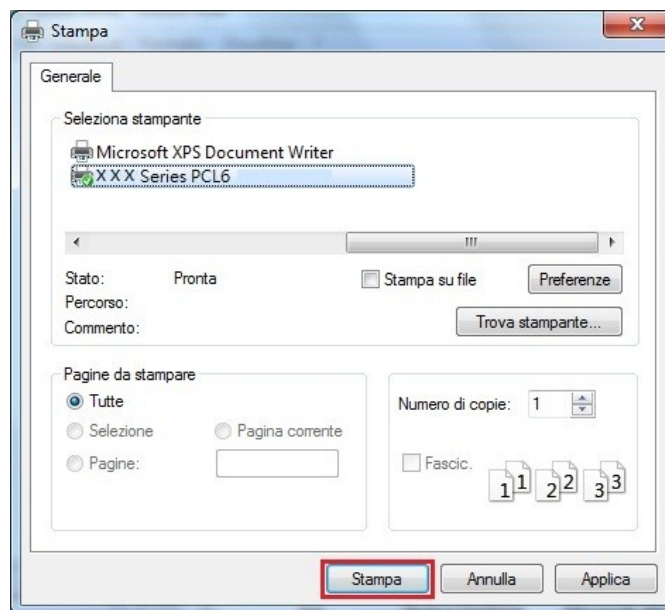 Stampa
Generale
Seleziona stampante
Microsoft XPS Document Writer
X X X Series PCL6
Stato: Pronta
Stampa su file
Preferenze
Percorso:
Commento:
Trova stampante...
Pagine da stampare
Tutte
Selezione
Pagina corrente
Pagine:
Numero di copie: 1
Fascic.
1 1 2 2 3 3
Stampa
Annulla
Applica